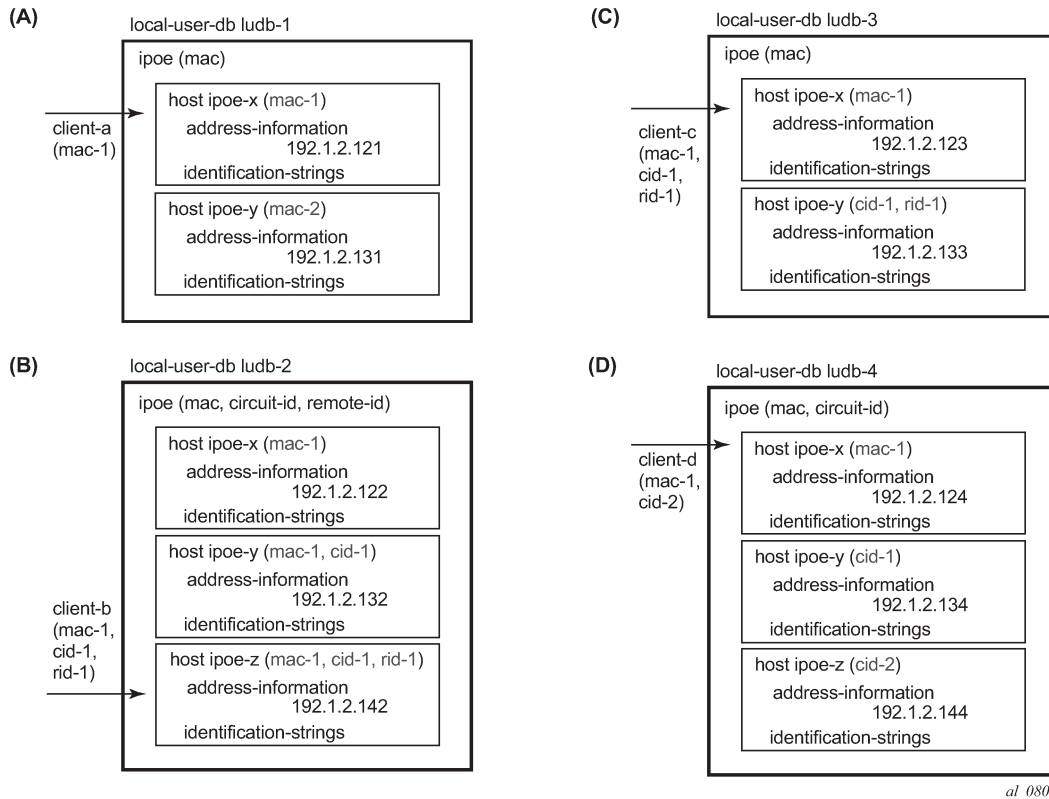 (A)
local-user-db ludb-1
ipoe (mac)
host ipoe-x (mac-1)
address-information
192.1.2.121
identification-strings
host ipoe-y (mac-2)
address-information
192.1.2.131
identification-strings
client-a
(mac-1)
(B)
local-user-db ludb-2
ipoe (mac, circuit-id, remote-id)
host ipoe-x (mac-1)
address-information
192.1.2.122
identification-strings
host ipoe-y (mac-1, cid-1)
address-information
192.1.2.132
identification-strings
host ipoe-z (mac-1, cid-1, rid-1)
address-information
192.1.2.142
identification-strings
client-b
(mac-1,
cid-1,
rid-1)
(C)
local-user-db ludb-3
ipoe (mac)
host ipoe-x (mac-1)
address-information
192.1.2.123
identification-strings
host ipoe-y (cid-1, rid-1)
address-information
192.1.2.133
identification-strings
client-c
(mac-1,
cid-1,
rid-1)
(D)
local-user-db ludb-4
ipoe (mac, circuit-id)
host ipoe-x (mac-1)
address-information
192.1.2.124
identification-strings
host ipoe-y (cid-1)
address-information
192.1.2.134
identification-strings
host ipoe-z (cid-2)
address-information
192.1.2.144
identification-strings
client-d
(mac-1,
cid-2)
al_080